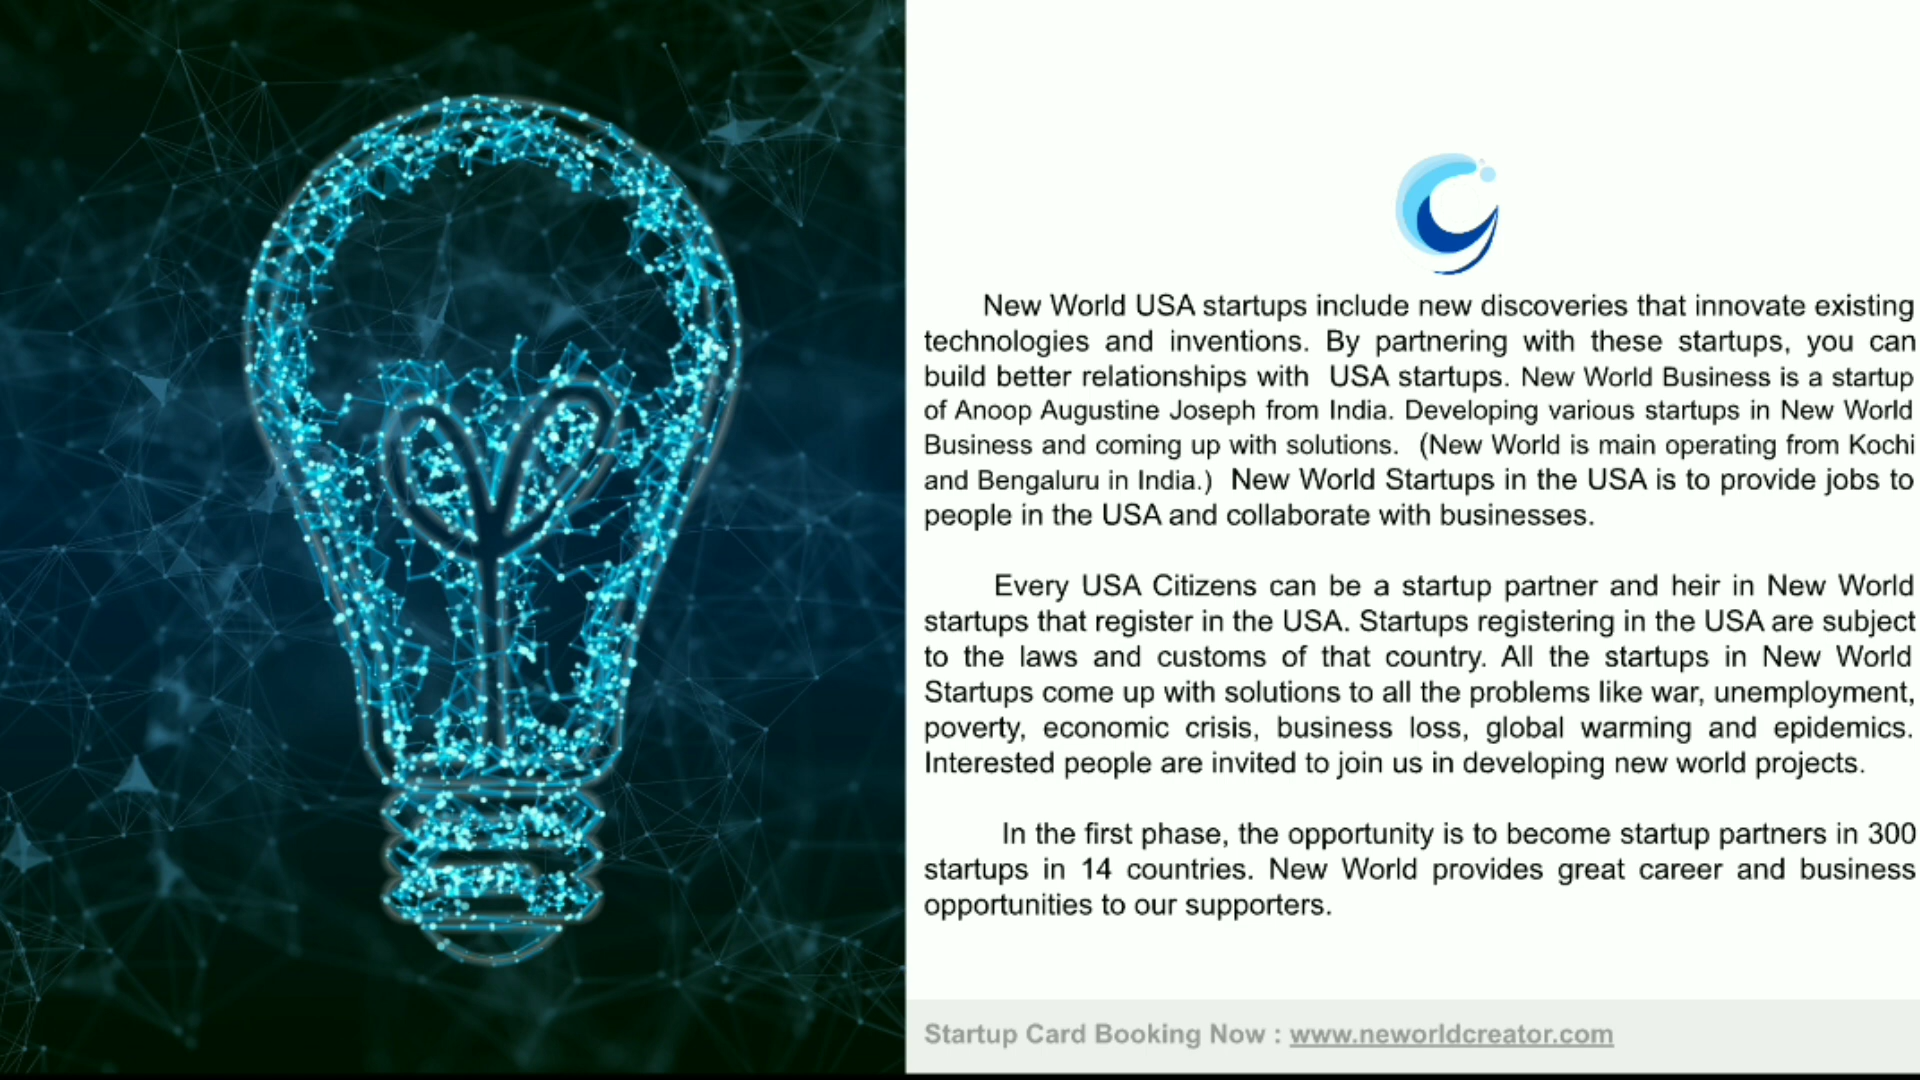 New World USA startups include new discoveries that innovate existing
technologies and inventions. By partnering with these startups, you can
build better relationships with USA startups. New World Business is a startup
of Anoop Augustine Joseph from India. Developing various startups in New World
Business and coming up with solutions. (New World is main operating from Kochi
and Bengaluru in India.) New World Startups in the USA is to provide jobs to
people in the USA and collaborate with businesses.
Every USA Citizens can be a startup partner and heir in New World
startups that register in the USA. Startups registering in the USA are subject
to the laws and customs of that country. All the startups in New World
Startups come up with solutions to all the problems like war, unemployment,
poverty, economic crisis, business loss, global warming and epidemics.
Interested people are invited to join us in developing new world projects.
In the first phase, the opportunity is to become startup partners in 300
startups in 14 countries. New World provides great career and business
opportunities to our supporters.
Startup Card Booking Now : www.neworldcreator.com